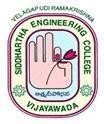 VELAGAPUDI RAMAKRISHNA
SIDDHARTHA ENGINEERING COLLEGE
VIJAYAWADA